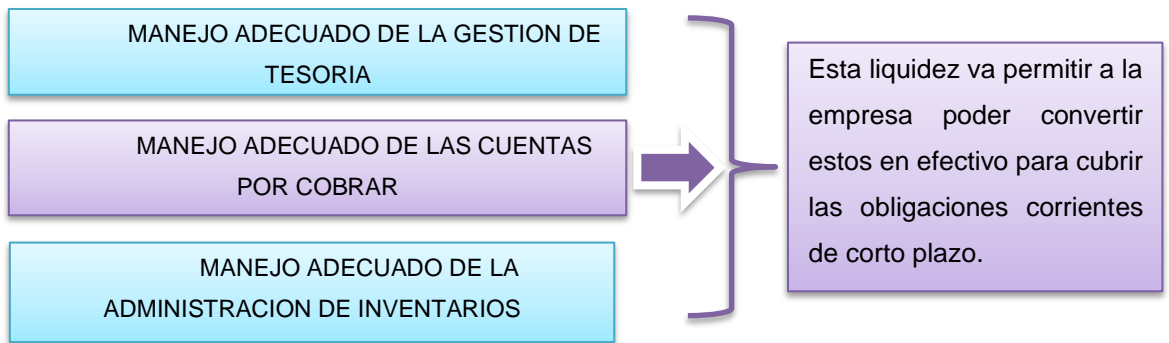 MANEJO ADECUADO DE LA GESTION DE
TESORIA
MANEJO ADECUADO DE LAS CUENTAS
POR COBRAR
MANEJO ADECUADO DE LA
ADMINISTRACION DE INVENTARIOS
Esta liquidez va permitir a la
empresa poder convertir
estos en efectivo para cubrir
las obligaciones corrientes
de corto plazo.